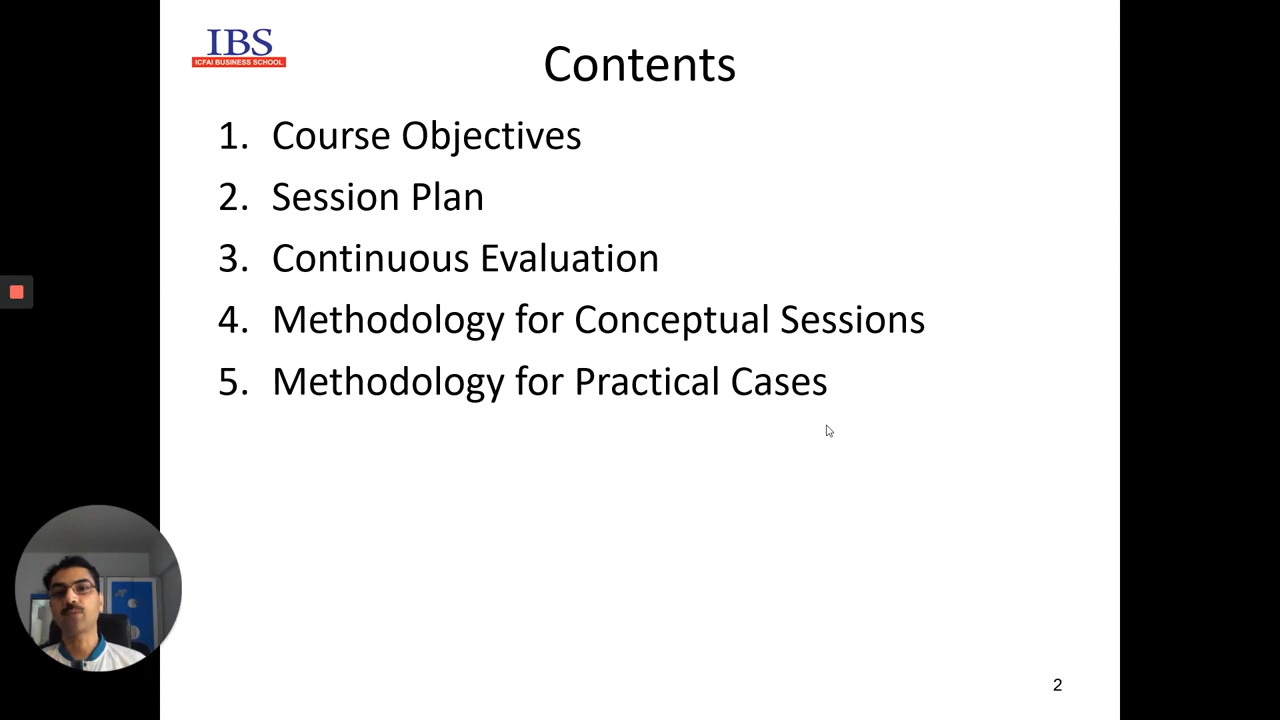 IBS
ICFAI BUSINESS SCHOOL
Contents
1. Course Objectives
2. Session Plan
3. Continuous Evaluation
4. Methodology for Conceptual Sessions
5. Methodology for Practical Cases
2